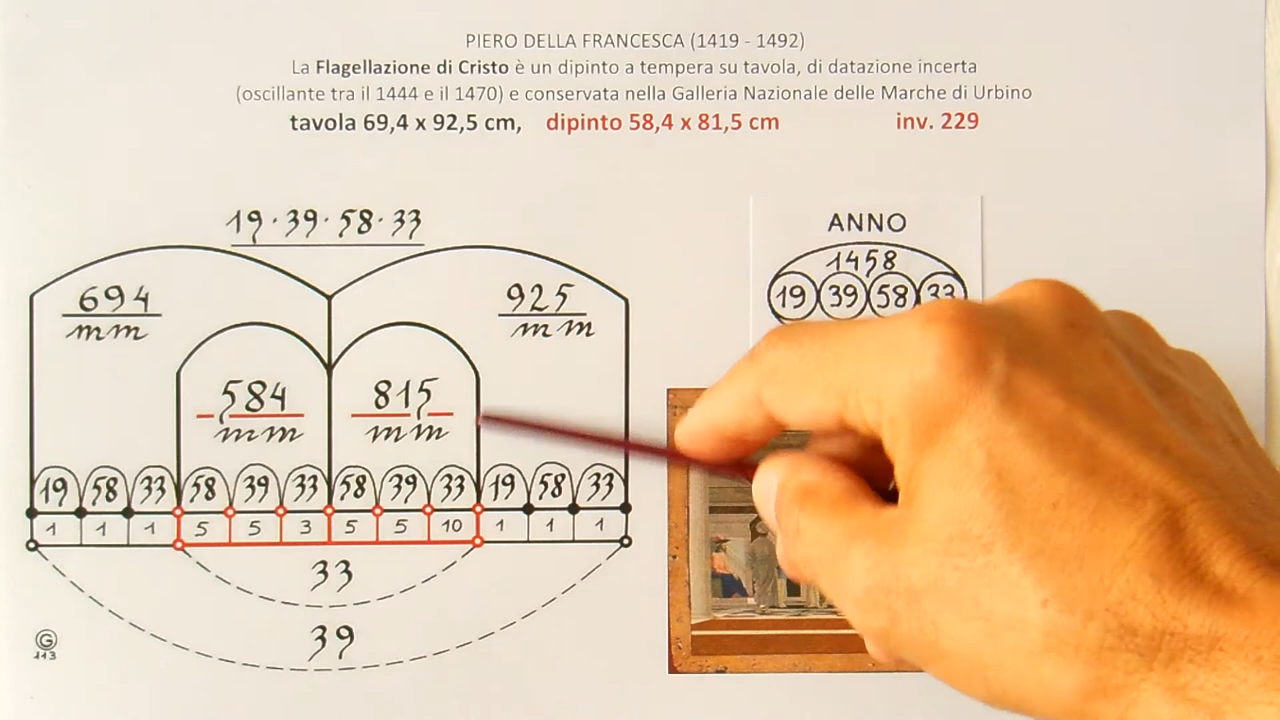 PIERO DELLA FRANCESCA (1419 - 1492)
La Flagellazione di Cristo è un dipinto a tempera su tavola, di datazione incerta
(oscillante tra il 1444 e il 1470) e conservata nella Galleria Nazionale delle Marche di Urbino
tavola 69,4 x 92,5 cm, dipinto 58,4 x 81,5 cm inv. 229
19·39·58·33
694
mm
925
mm
584
mm
815
mm
19 58 33 58 39 33 58 39 33 19 58 33
1 1 1 5 5 3 5 5 10 1 1 1
33
39
G
113
ANNO
1458
19 39 58 33